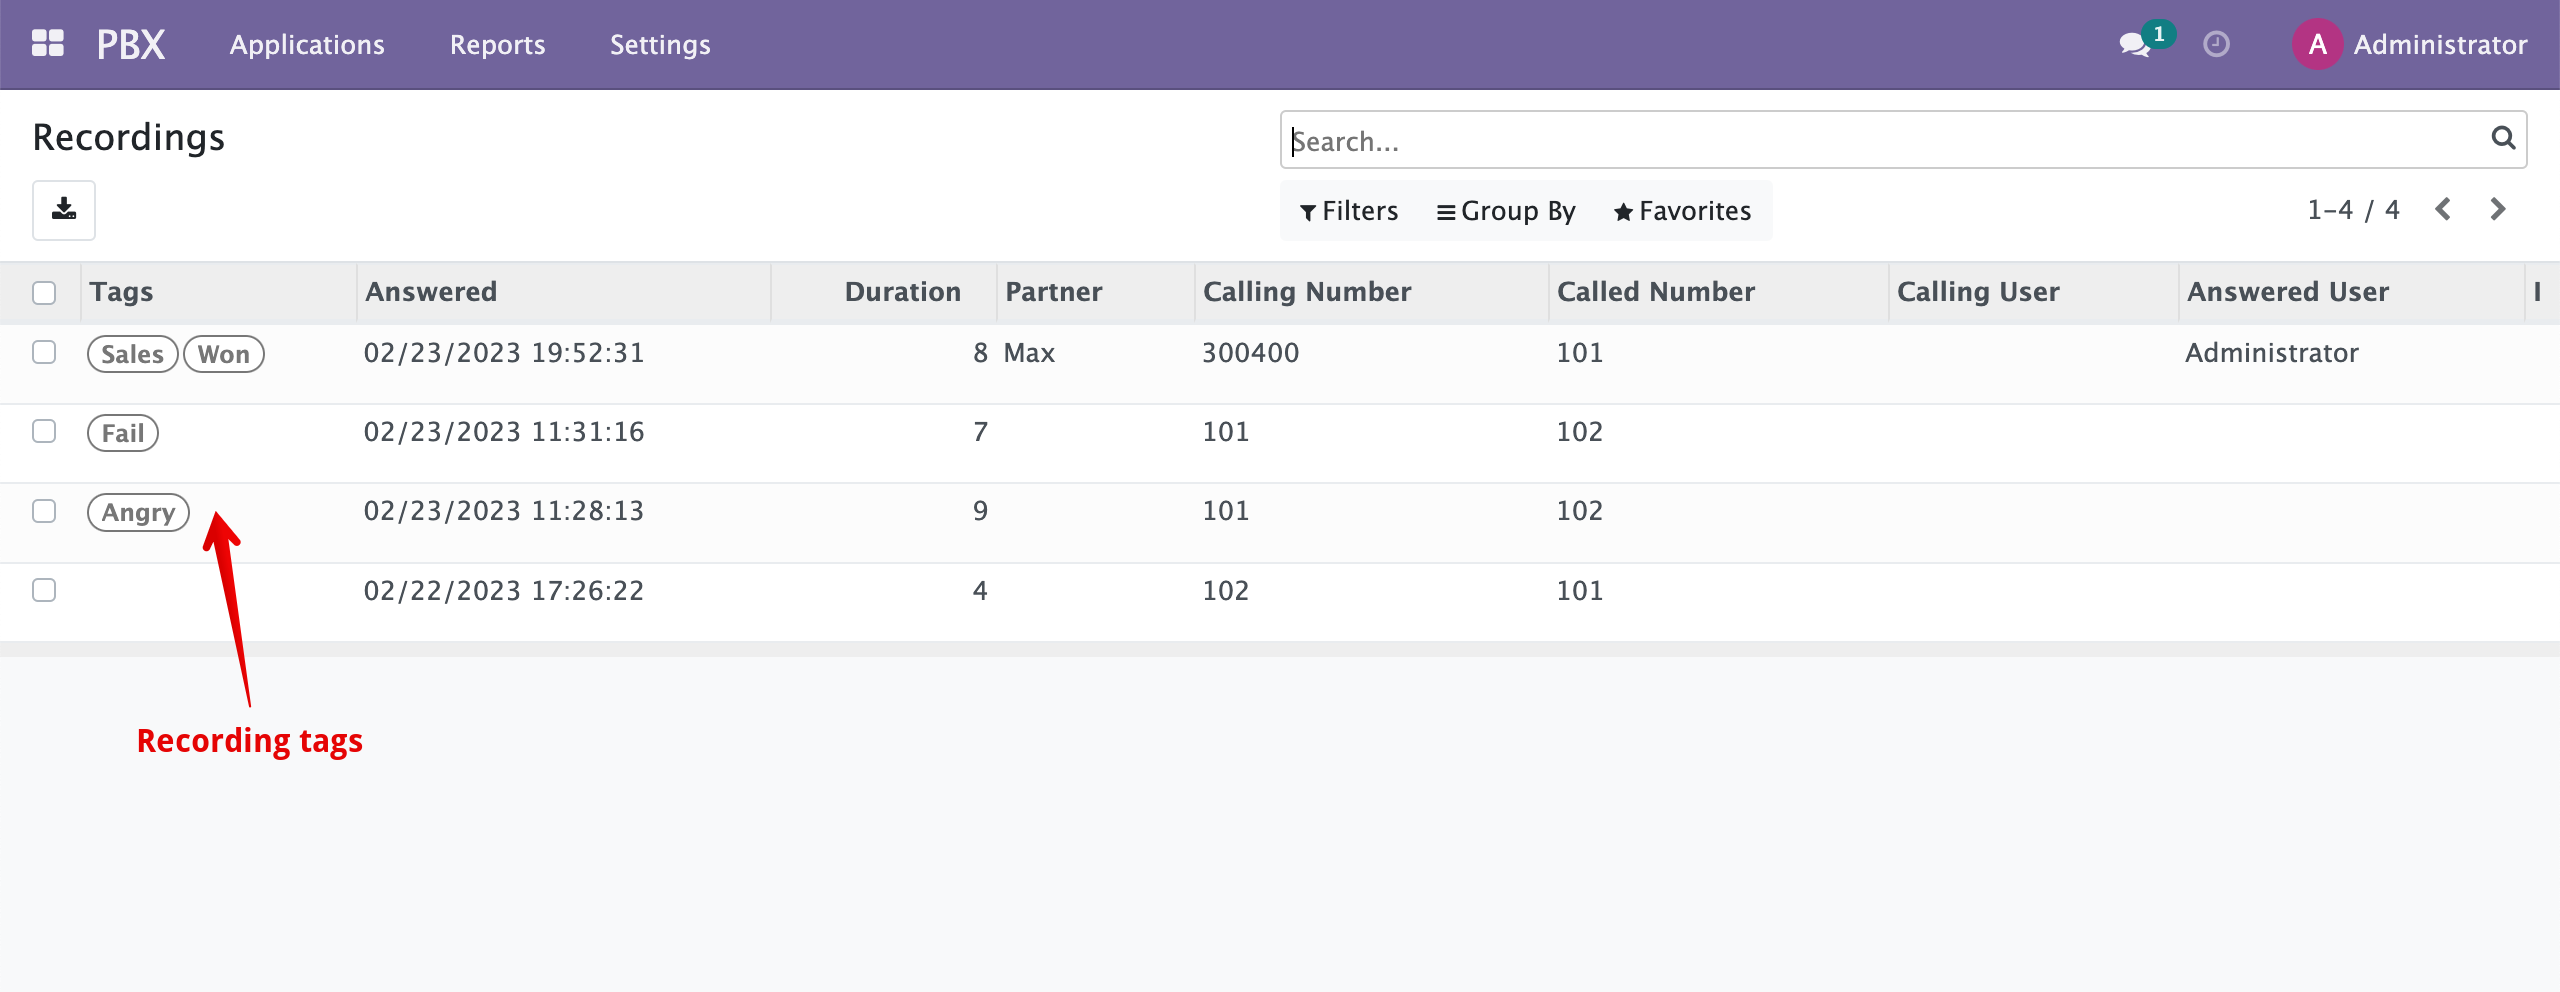 PBX Applications Reports Settings 1 A Administrator
Recordings Search...
Filters Group By Favorites 1-4 / 4
Tags Answered Duration Partner Calling Number Called Number Calling User Answered User
Sales Won 02/23/2023 19:52:31 8 Max 300400 101 Administrator
Fail 02/23/2023 11:31:16 7 101 102
Angry 02/23/2023 11:28:13 9 101 102
02/22/2023 17:26:22 4 102 101
Recording tags